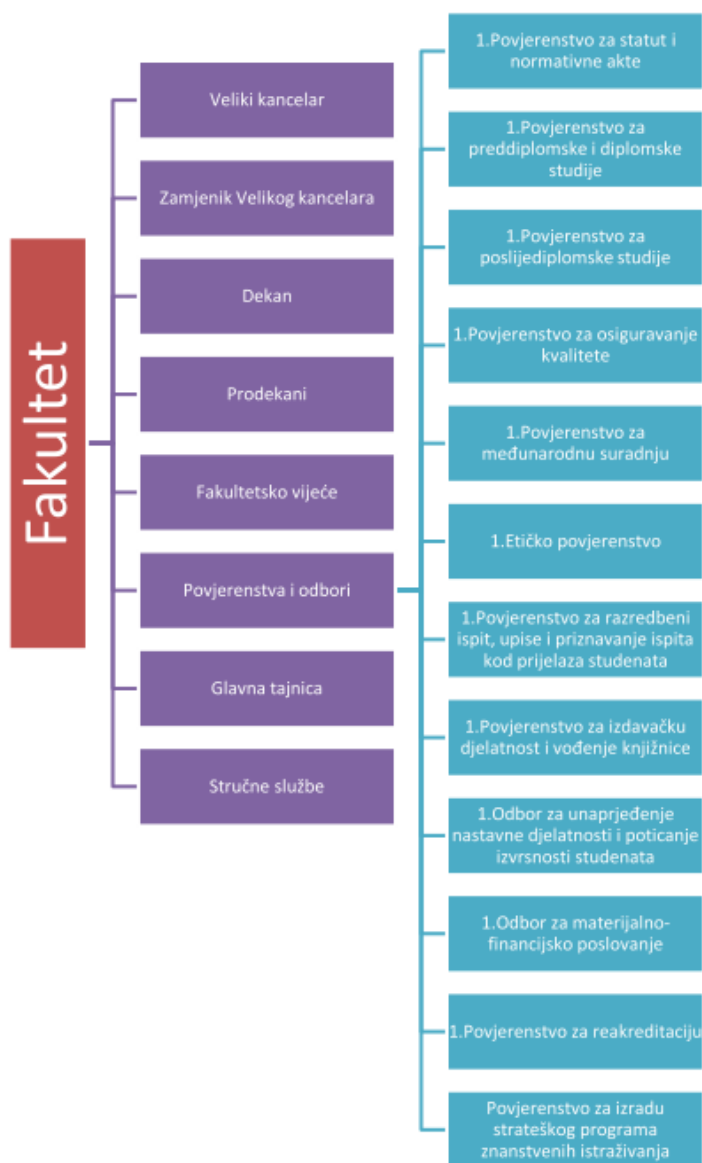 Fakultet
Veliki kancelar
Zamjenik Velikog kancelara
Dekan
Prodekani
Fakultetsko vijeće
Povjerenstva i odbori
Glavna tajnica
Stručne službe
1.Povjerenstvo za statut i
normativne akte
1.Povjerenstvo za
preddiplomske i diplomske
studije
1.Povjerenstvo za
poslijediplomske studije
1.Povjerenstvo za osiguravanje
kvalitete
1.Povjerenstvo za
međunarodnu suradnju
1.Etičko povjerenstvo
1.Povjerenstvo za razredbeni
ispit, upise i priznavanje ispita
kod prijelaza studenata
1.Povjerenstvo za izdavačku
djelatnost i vođenje knjižnice
1.Odbor za unaprjeđenje
nastavne djelatnosti i poticanje
izvrsnosti studenata
1.Odbor za materijalno-
financijsko poslovanje
1.Povjerenstvo za reakreditaciju
Povjerenstvo za izradu
strateškog programa
znanstvenih istraživanja